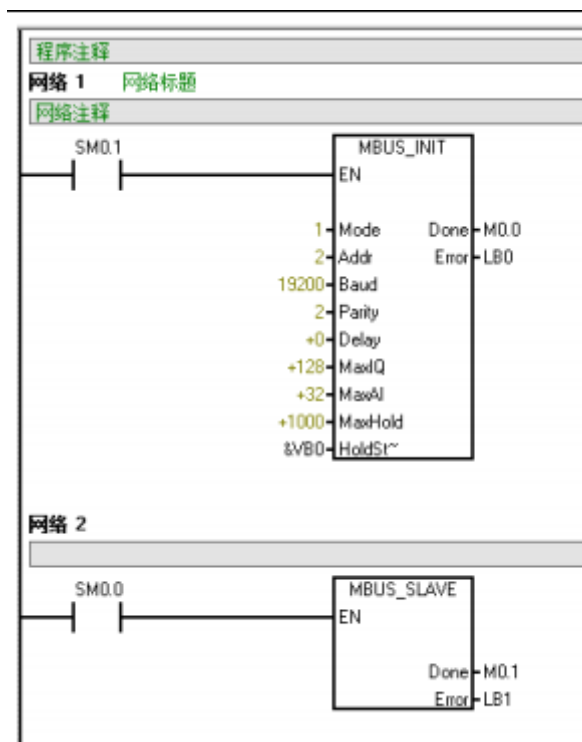 程序注释
网络 1 网络标题
网络注释
SM0.1
MBUS_INIT
EN
1 Mode Done M0.0
2 Addr Error LB0
19200 Baud
2 Parity
+0 Delay
+128 MaxIQ
+32 MaxAI
+1000 MaxHold
&VB0 HoldSt~
网络 2
SM0.0
MBUS_SLAVE
EN
Done M0.1
Error LB1